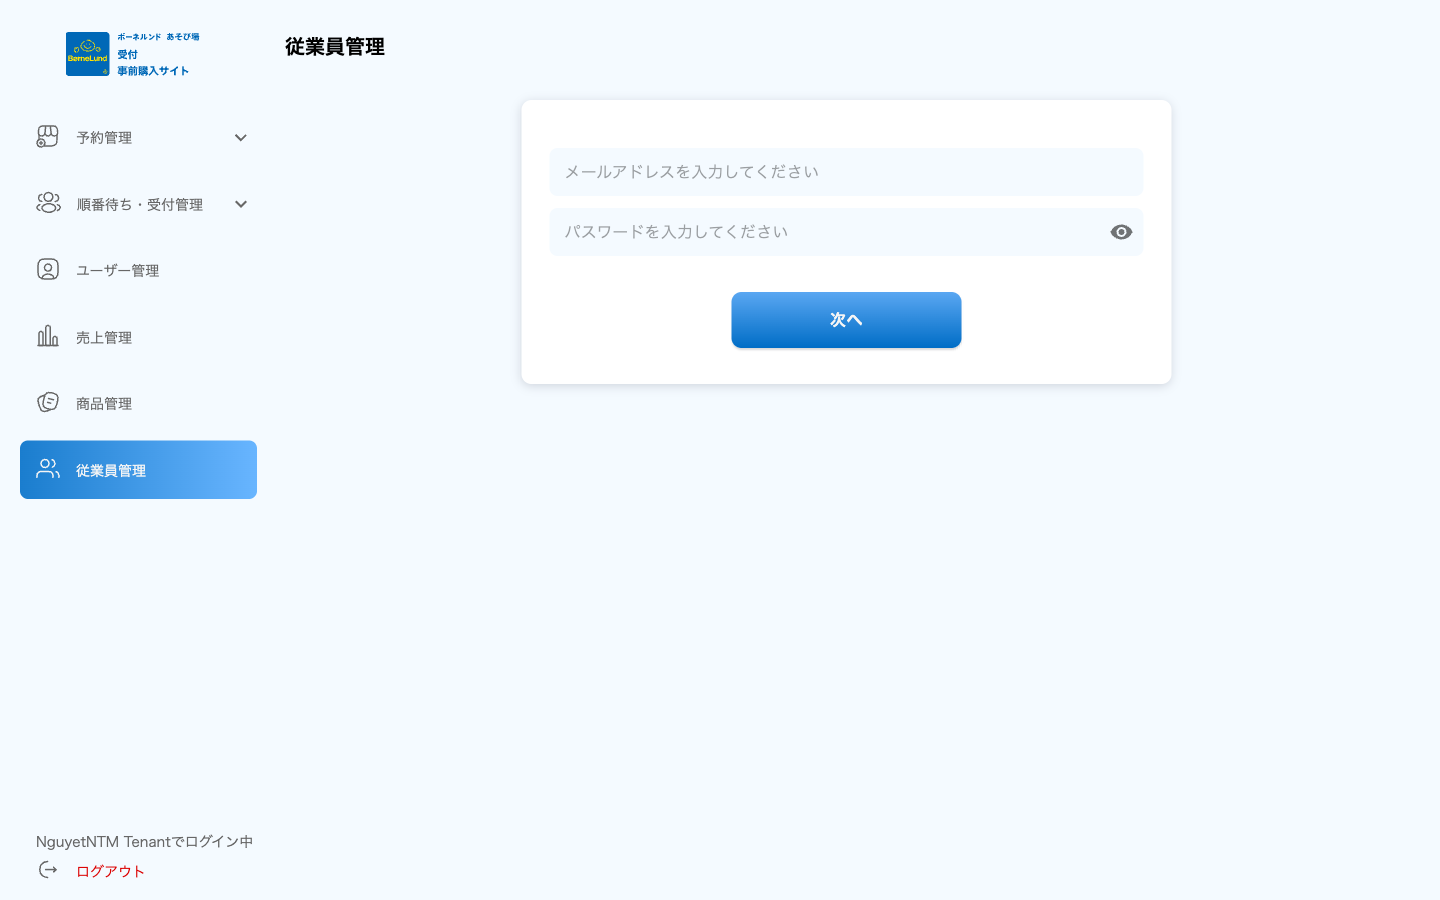 ボーネルンド あそび場
受付
事前購入サイト
BørneLund
予約管理
順番待ち・受付管理
ユーザー管理
売上管理
商品管理
従業員管理
NguyetNTM Tenantでログイン中
ログアウト
従業員管理
メールアドレスを入力してください
パスワードを入力してください
次へ